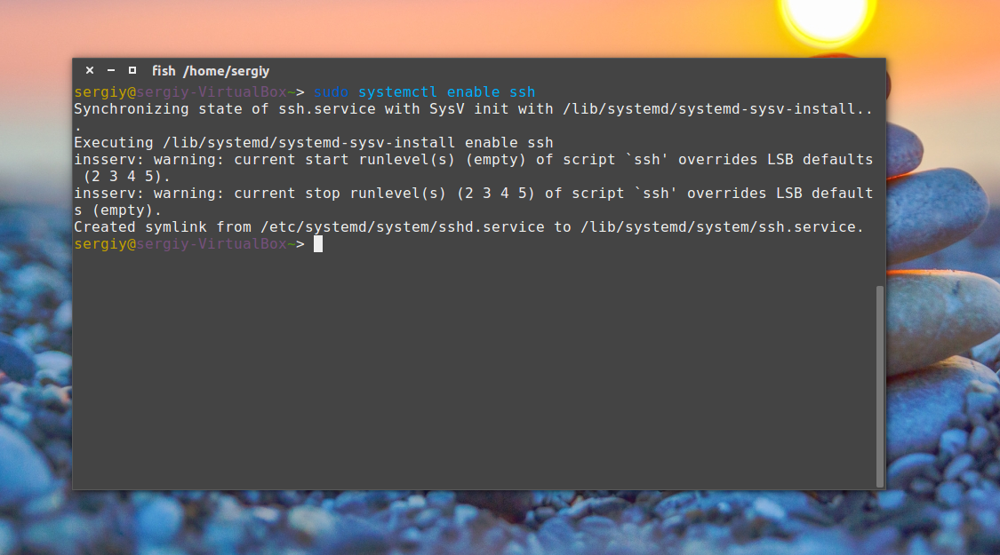 fish /home/sergiy
sergiy@sergiy-VirtualBox~> sudo systemctl enable ssh
Synchronizing state of ssh.service with SysV init with /lib/systemd/systemd-sysv-install..
.
Executing /lib/systemd/systemd-sysv-install enable ssh
insserv: warning: current start runlevel(s) (empty) of script `ssh' overrides LSB defaults
 (2 3 4 5).
insserv: warning: current stop runlevel(s) (2 3 4 5) of script `ssh' overrides LSB default
s (empty).
Created symlink from /etc/systemd/system/sshd.service to /lib/systemd/system/ssh.service.
sergiy@sergiy-VirtualBox~>